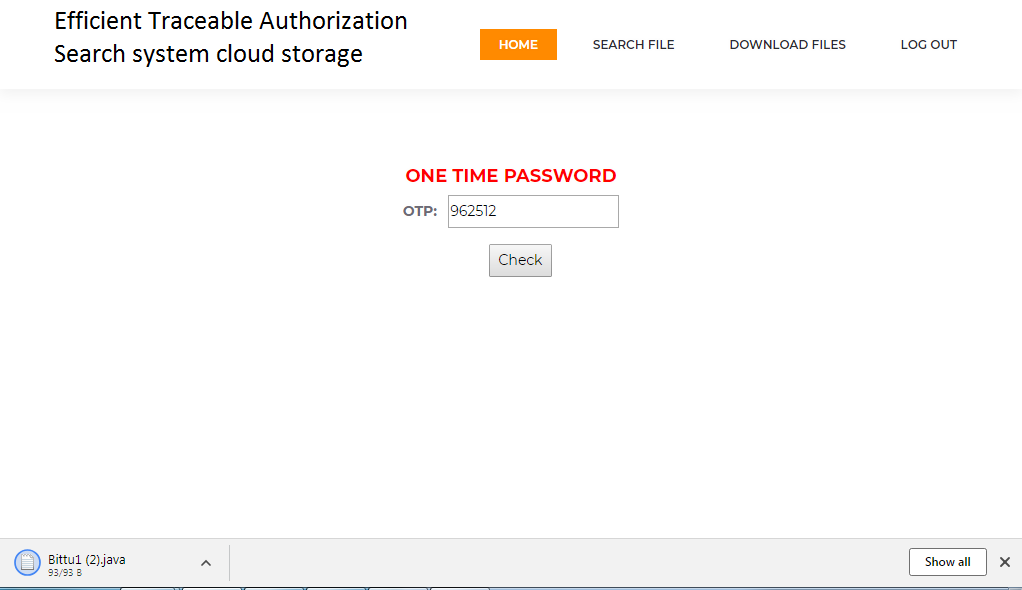 Efficient Traceable Authorization
Search system cloud storage
HOME SEARCH FILE DOWNLOAD FILES LOG OUT
ONE TIME PASSWORD
OTP: 962512
Check
Bittu1 (2).java
93/93 B
Show all